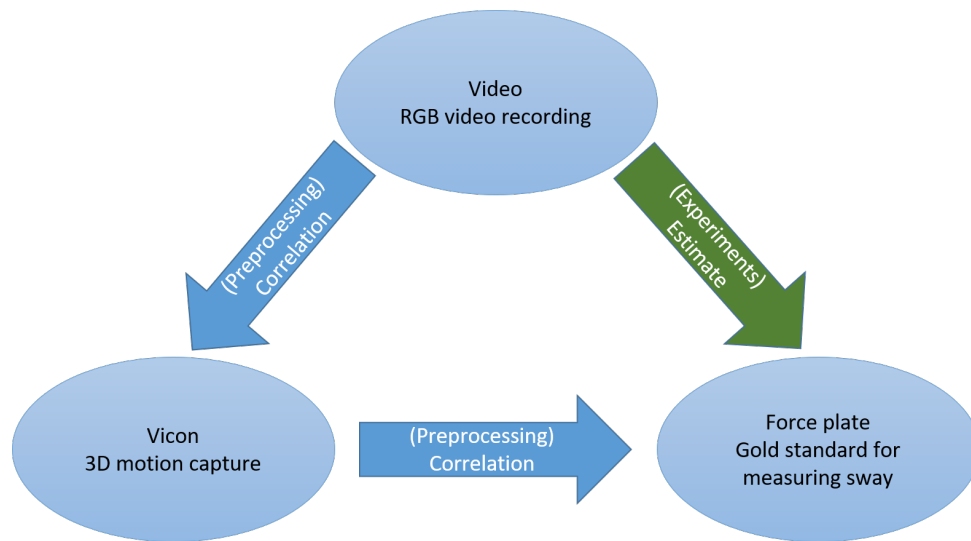 Video
RGB video recording
(Preprocessing)
Correlation
(Experiments)
Estimate
Vicon
3D motion capture
(Preprocessing)
Correlation
Force plate
Gold standard for
measuring sway